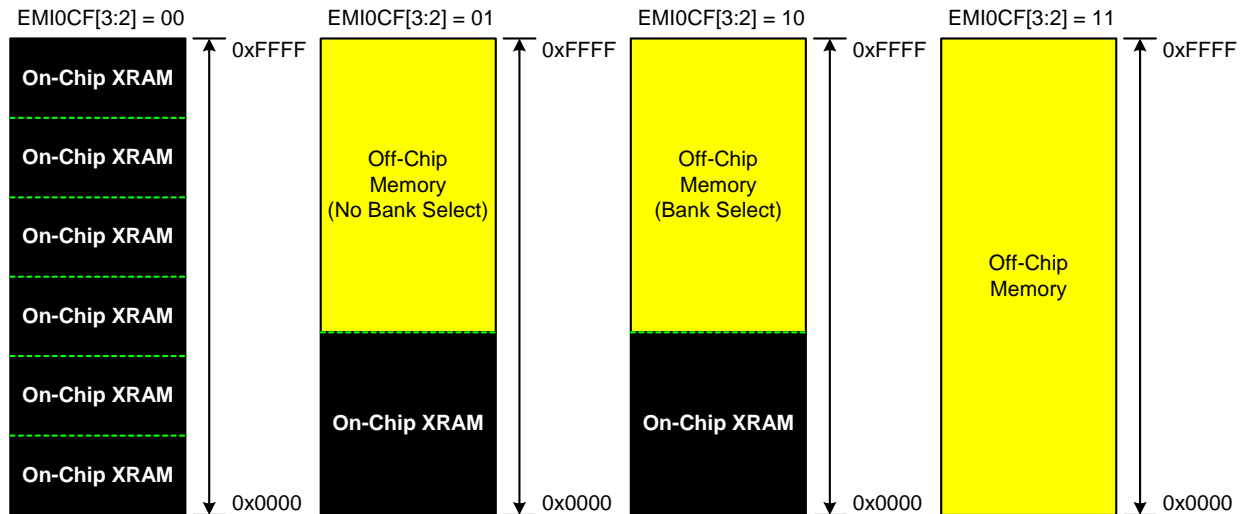 EMI0CF[3:2] = 00
On-Chip XRAM
On-Chip XRAM
On-Chip XRAM
On-Chip XRAM
On-Chip XRAM
On-Chip XRAM
0xFFFF
0x0000
EMI0CF[3:2] = 01
Off-Chip
Memory
(No Bank Select)
On-Chip XRAM
0xFFFF
0x0000
EMI0CF[3:2] = 10
Off-Chip
Memory
(Bank Select)
On-Chip XRAM
0xFFFF
0x0000
EMI0CF[3:2] = 11
Off-Chip
Memory
0xFFFF
0x0000